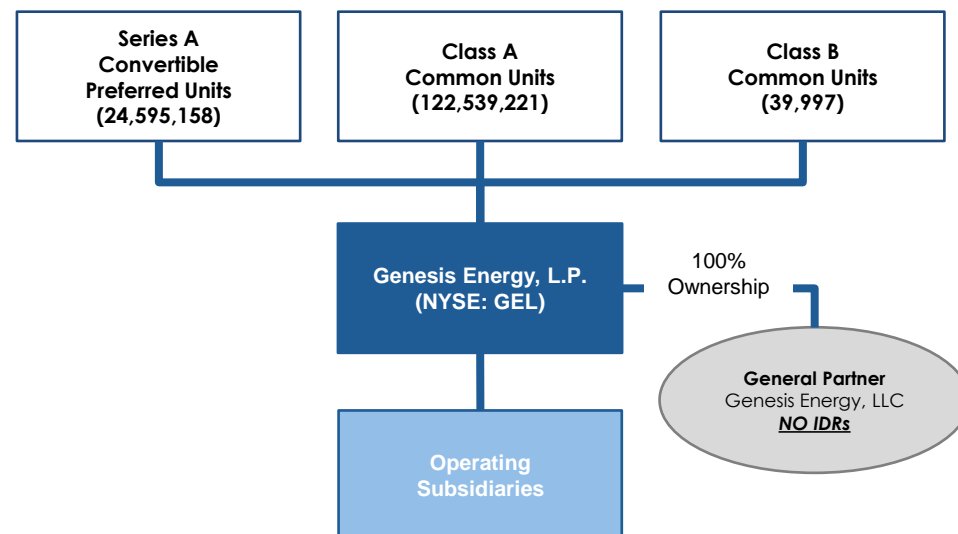 Series A
Convertible
Preferred Units
(24,595,158)
Class A
Common Units
(122,539,221)
Class B
Common Units
(39,997)
Genesis Energy, L.P.
(NYSE: GEL)
100%
Ownership
General Partner
Genesis Energy, LLC
NO IDRs
Operating
Subsidiaries